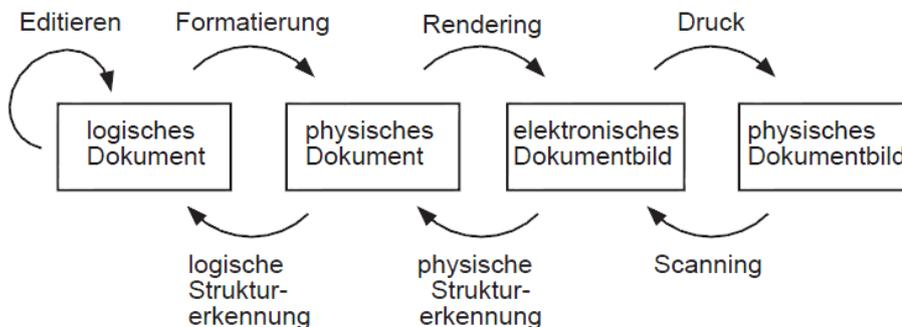 Editieren
Formatierung
Rendering
Druck
logisches
Dokument
physisches
Dokument
elektronisches
Dokumentbild
physisches
Dokumentbild
logische
Struktur-
erkennung
physische
Struktur-
erkennung
Scanning